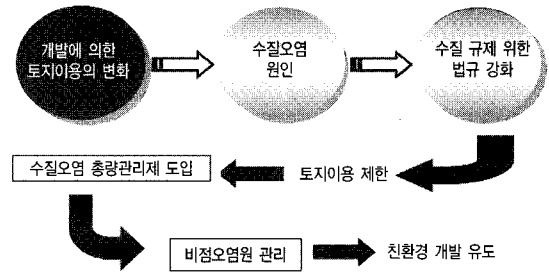 개발에 의한
토지이용의 변화
수질오염
원인
수질 규제 위한
법규 강화
토지이용 제한
수질오염 총량관리제 도입
비점오염원 관리
친환경 개발 유도